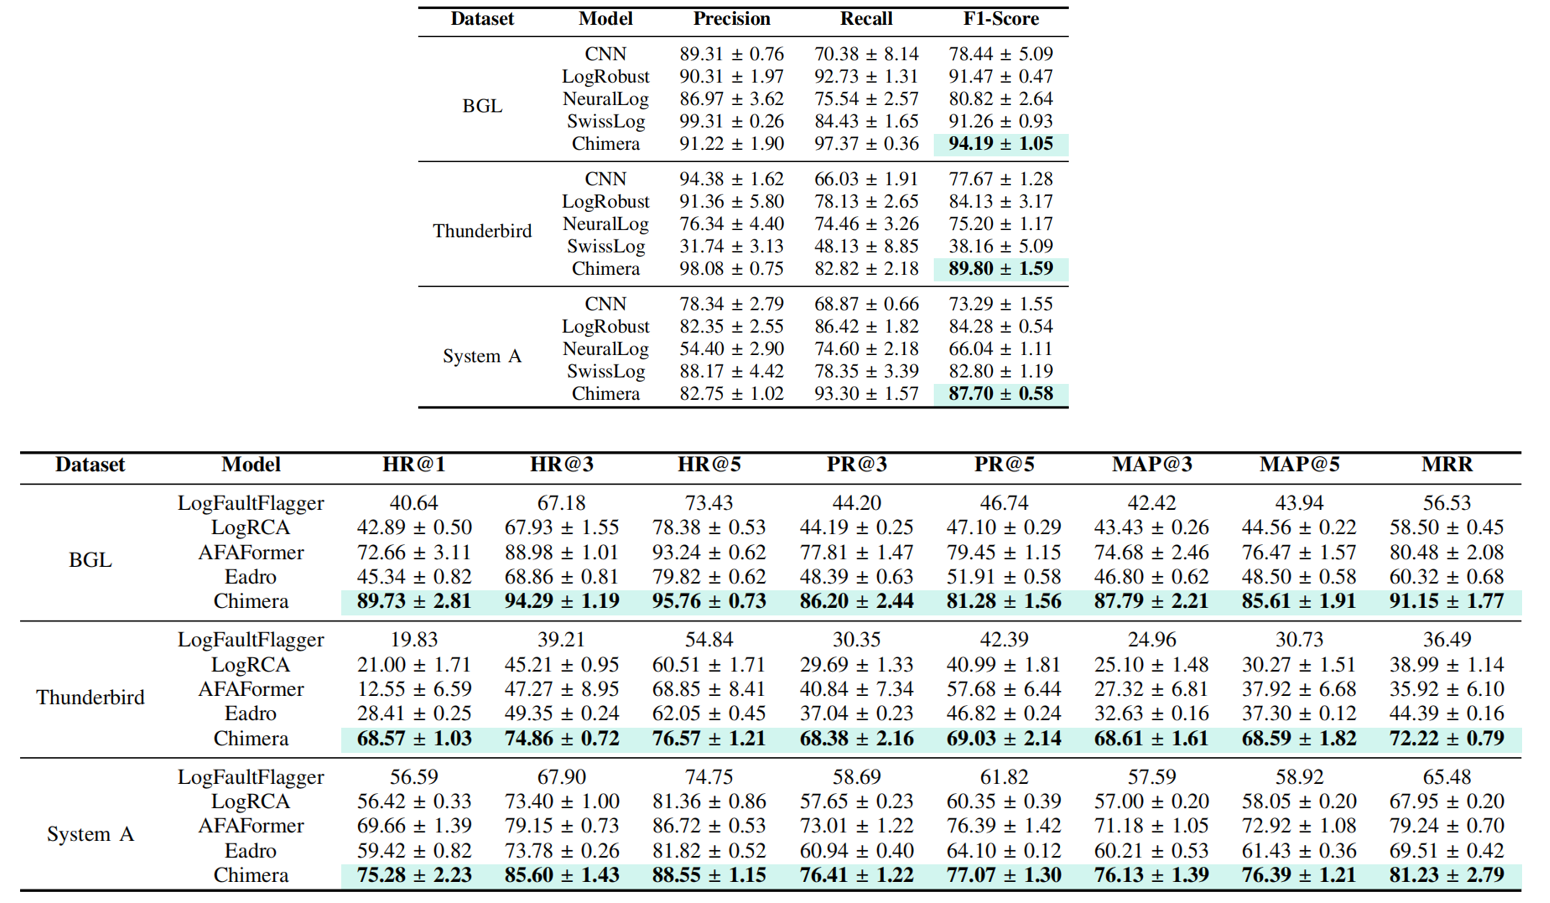 Dataset Model Precision Recall F1-Score
CNN 89.31 ± 0.76 70.38 ± 8.14 78.44 ± 5.09
LogRobust 90.31 ± 1.97 92.73 ± 1.31 91.47 ± 0.47
BGL NeuralLog 86.97 ± 3.62 75.54 ± 2.57 80.82 ± 2.64
SwissLog 99.31 ± 0.26 84.43 ± 1.65 91.26 ± 0.93
Chimera 91.22 ± 1.90 97.37 ± 0.36 94.19 ± 1.05
CNN 94.38 ± 1.62 66.03 ± 1.91 77.67 ± 1.28
LogRobust 91.36 ± 5.80 78.13 ± 2.65 84.13 ± 3.17
Thunderbird NeuralLog 76.34 ± 4.40 74.46 ± 3.26 75.20 ± 1.17
SwissLog 31.74 ± 3.13 48.13 ± 8.85 38.16 ± 5.09
Chimera 98.08 ± 0.75 82.82 ± 2.18 89.80 ± 1.59
CNN 78.34 ± 2.79 68.87 ± 0.66 73.29 ± 1.55
LogRobust 82.35 ± 2.55 86.42 ± 1.82 84.28 ± 0.54
System A NeuralLog 54.40 ± 2.90 74.60 ± 2.18 66.04 ± 1.11
SwissLog 88.17 ± 4.42 78.35 ± 3.39 82.80 ± 1.19
Chimera 82.75 ± 1.02 93.30 ± 1.57 87.70 ± 0.58
Dataset Model HR@1 HR@3 HR@5 PR@3 PR@5 MAP@3 MAP@5 MRR
LogFaultFlagger 40.64 67.18 73.43 44.20 46.74 42.42 43.94 56.53
LogRCA 42.89 ± 0.50 67.93 ± 1.55 78.38 ± 0.53 44.19 ± 0.25 47.10 ± 0.29 43.43 ± 0.26 44.56 ± 0.22 58.50 ± 0.45
BGL AFAFormer 72.66 ± 3.11 88.98 ± 1.01 93.24 ± 0.62 77.81 ± 1.47 79.45 ± 1.15 74.68 ± 2.46 76.47 ± 1.57 80.48 ± 2.08
Eadro 45.34 ± 0.82 68.86 ± 0.81 79.82 ± 0.62 48.39 ± 0.63 51.91 ± 0.58 46.80 ± 0.62 48.50 ± 0.58 60.32 ± 0.68
Chimera 89.73 ± 2.81 94.29 ± 1.19 95.76 ± 0.73 86.20 ± 2.44 81.28 ± 1.56 87.79 ± 2.21 85.61 ± 1.91 91.15 ± 1.77
LogFaultFlagger 19.83 39.21 54.84 30.35 42.39 24.96 30.73 36.49
LogRCA 21.00 ± 1.71 45.21 ± 0.95 60.51 ± 1.71 29.69 ± 1.33 40.99 ± 1.81 25.10 ± 1.48 30.27 ± 1.51 38.99 ± 1.14
Thunderbird AFAFormer 12.55 ± 6.59 47.27 ± 8.95 68.85 ± 8.41 40.84 ± 7.34 57.68 ± 6.44 27.32 ± 6.81 37.92 ± 6.68 35.92 ± 6.10
Eadro 28.41 ± 0.25 49.35 ± 0.24 62.05 ± 0.45 37.04 ± 0.23 46.82 ± 0.24 32.63 ± 0.16 37.30 ± 0.12 44.39 ± 0.16
Chimera 68.57 ± 1.03 74.86 ± 0.72 76.57 ± 1.21 68.38 ± 2.16 69.03 ± 2.14 68.61 ± 1.61 68.59 ± 1.82 72.22 ± 0.79
LogFaultFlagger 56.59 67.90 74.75 58.69 61.82 57.59 58.92 65.48
LogRCA 56.42 ± 0.33 73.40 ± 1.00 81.36 ± 0.86 57.65 ± 0.23 60.35 ± 0.39 57.00 ± 0.20 58.05 ± 0.20 67.95 ± 0.20
System A AFAFormer 69.66 ± 1.39 79.15 ± 0.73 86.72 ± 0.53 73.01 ± 1.22 76.39 ± 1.42 71.18 ± 1.05 72.92 ± 1.08 79.24 ± 0.70
Eadro 59.42 ± 0.82 73.78 ± 0.26 81.82 ± 0.52 60.94 ± 0.40 64.10 ± 0.12 60.21 ± 0.53 61.43 ± 0.36 69.51 ± 0.42
Chimera 75.28 ± 2.23 85.60 ± 1.43 88.55 ± 1.15 76.41 ± 1.22 77.07 ± 1.30 76.13 ± 1.39 76.39 ± 1.21 81.23 ± 2.79